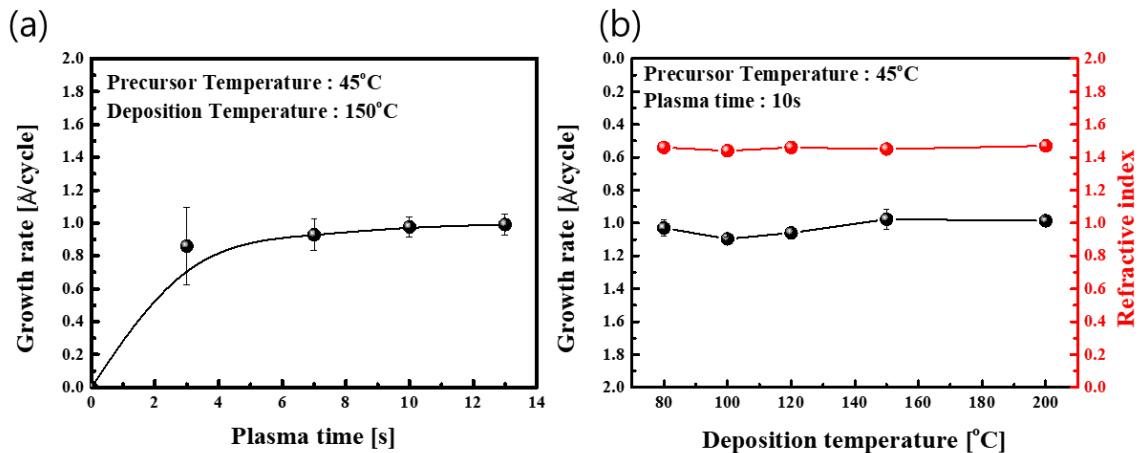 (a)
Precursor Temperature : 45°C
Deposition Temperature : 150°C
Growth rate [Å/cycle]
2.0
1.8
1.6
1.4
1.2
1.0
0.8
0.6
0.4
0.2
0.0
0 2 4 6 8 10 12 14
Plasma time [s]
(b)
Precursor Temperature : 45°C
Plasma time : 10s
Growth rate [Å/cycle]
0.0
0.2
0.4
0.6
0.8
1.0
1.2
1.4
1.6
1.8
2.0
80 100 120 140 160 180 200
Deposition temperature [°C]
2.0
1.8
1.6
1.4
1.2
1.0
0.8
0.6
0.4
0.2
0.0
Refractive index